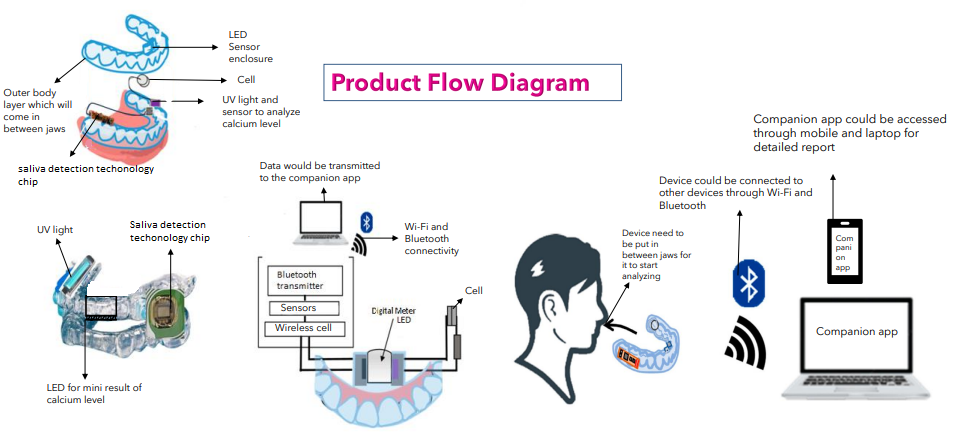 LED
Sensor
enclosure
Cell
Outer body
layer which will
come in
between jaws
UV light and
sensor to analyze
calcium level
saliva detection techonology
chip
Product Flow Diagram
Companion app could be accessed
through mobile and laptop for
detailed report
Data would be transmitted
to the companion app
Device could be connected to
other devices through Wi-Fi and
Bluetooth
UV light
Saliva detection
techonology chip
LED for mini result of
calcium level
Wi-Fi and
Bluetooth
connectivity
Bluetooth
transmitter
Sensors
Wireless cell
Digital Meter
LED
Cell
Device need to
be put in
between jaws for
it to start
analyzing
Com
pani
on
app
Companion app